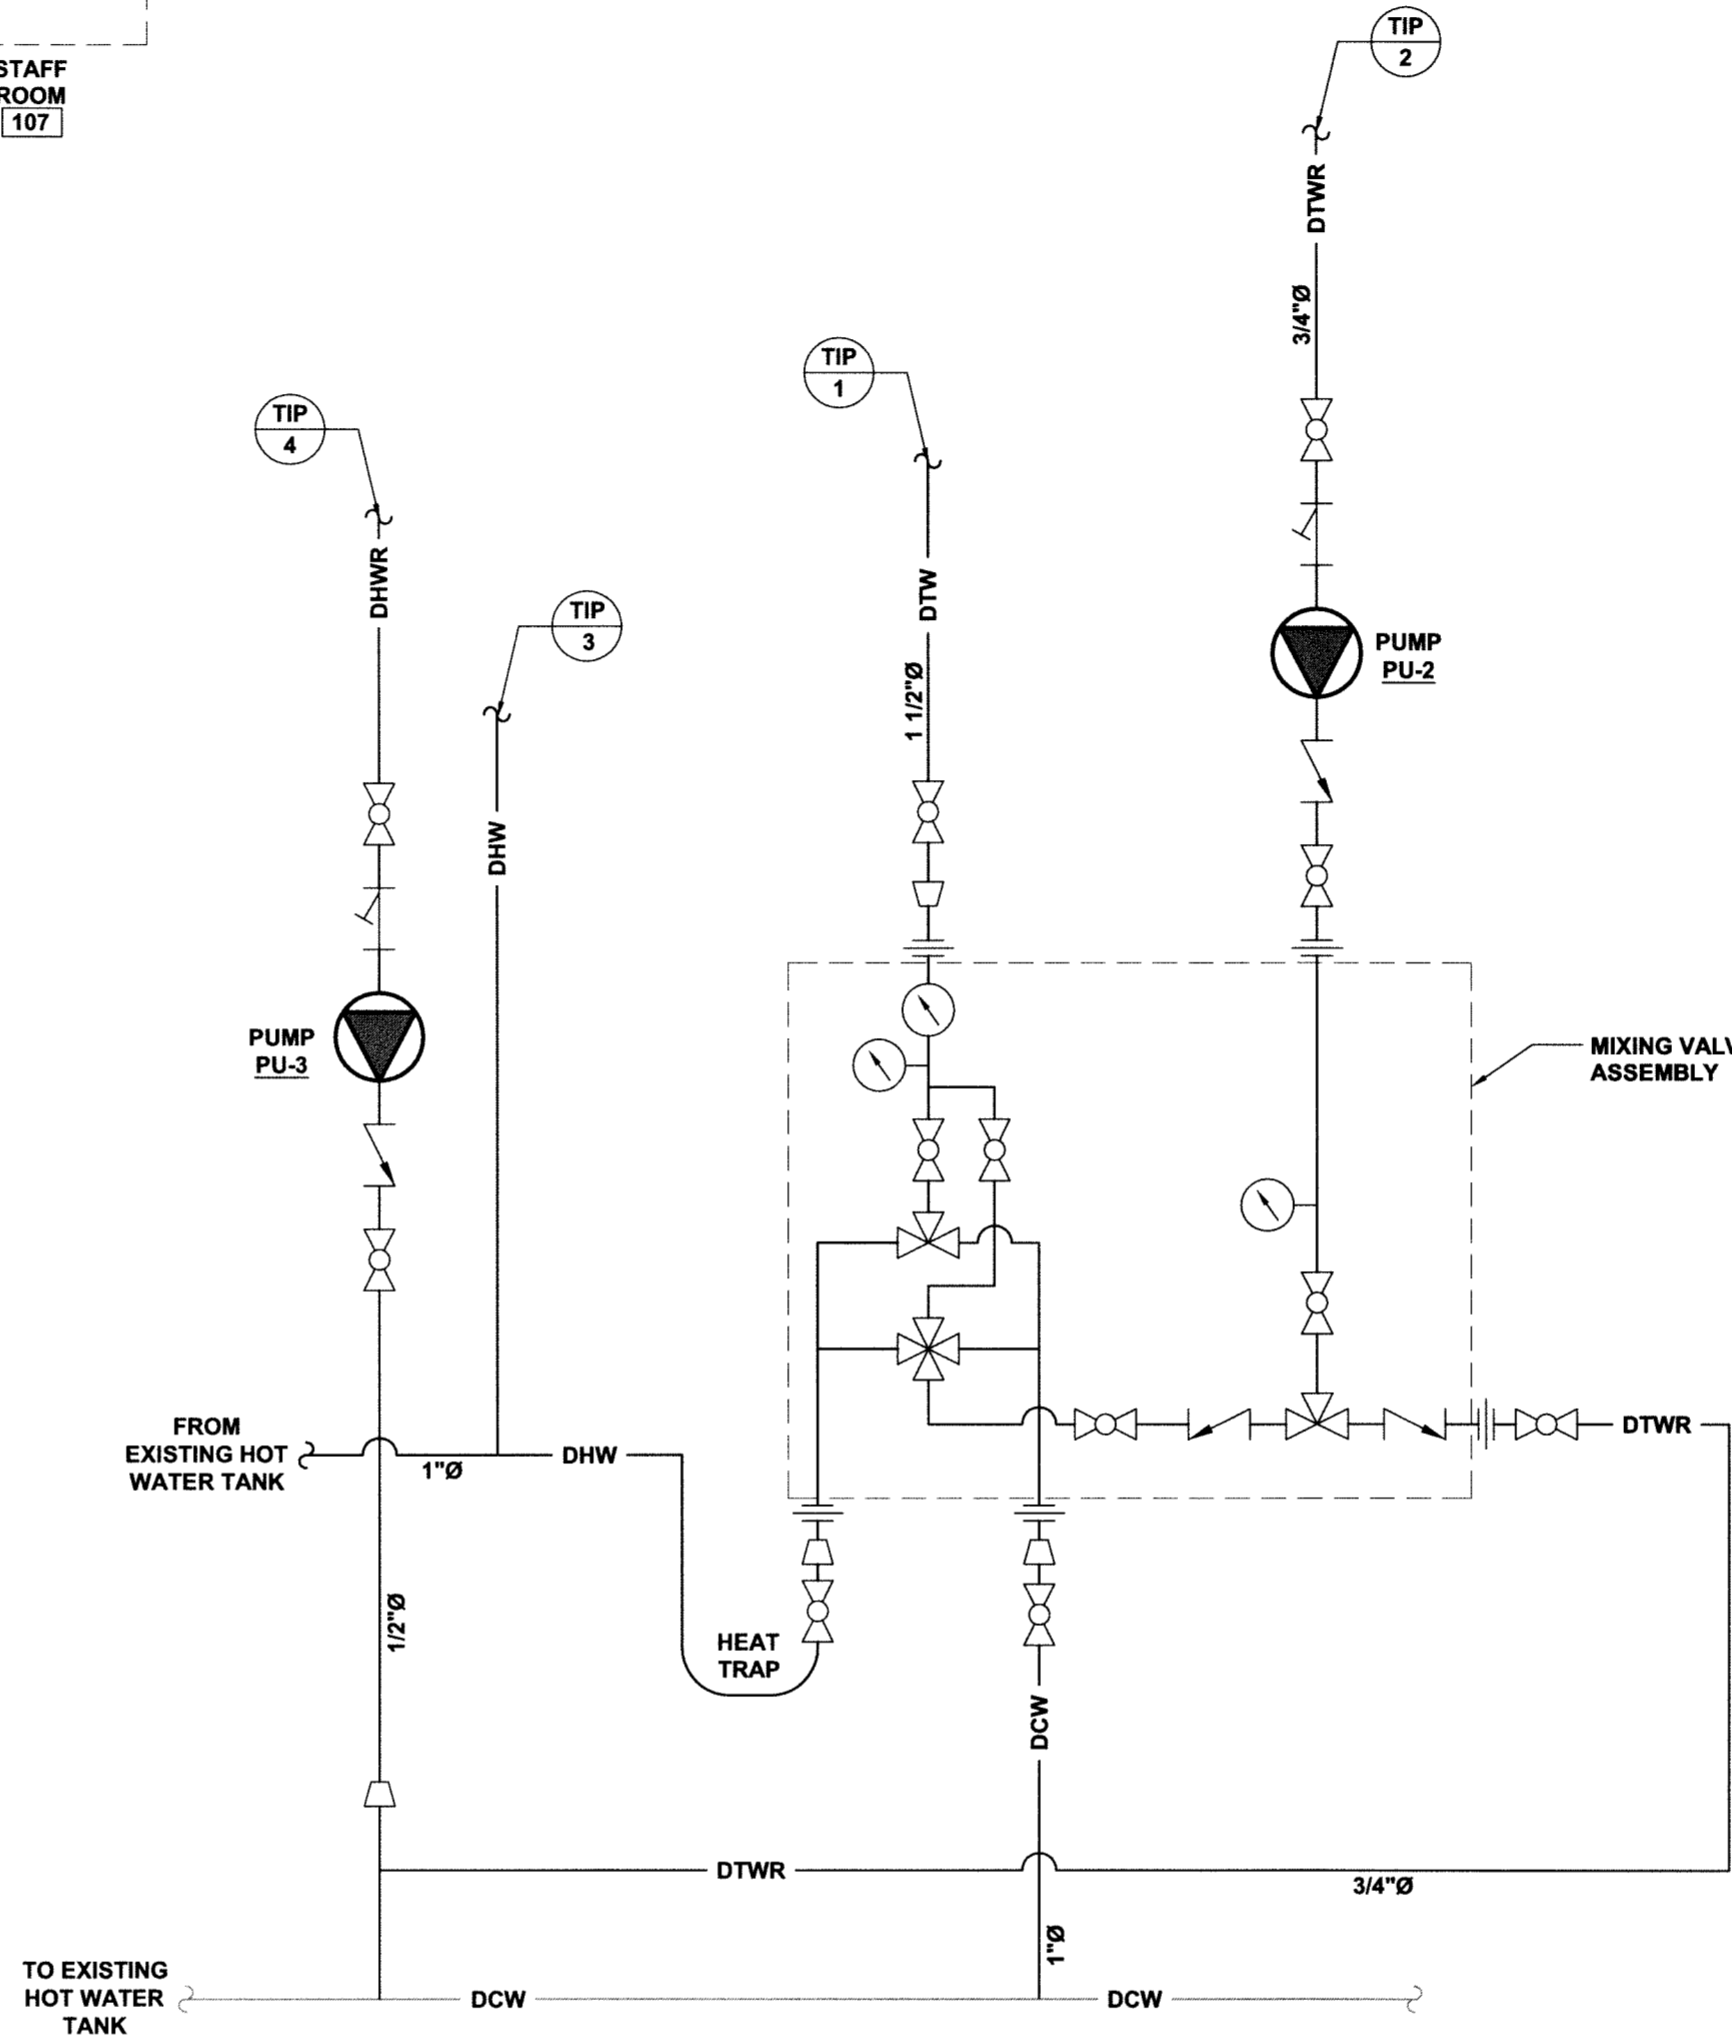 STAFF
ROOM
107
TIP
2
DTWR
3/4"Ø
TIP
1
TIP
4
DHWR
DTW
TIP
3
PUMP
PU-2
1 1/2"Ø
DHW
PUMP
PU-3
MIXING VALV
ASSEMBLY
FROM
EXISTING HOT
WATER TANK
DHW
1"Ø
DTWR
1/2"Ø
HEAT
TRAP
DCW
DTWR
3/4"Ø
1"Ø
TO EXISTING
HOT WATER
TANK
DCW
DCW